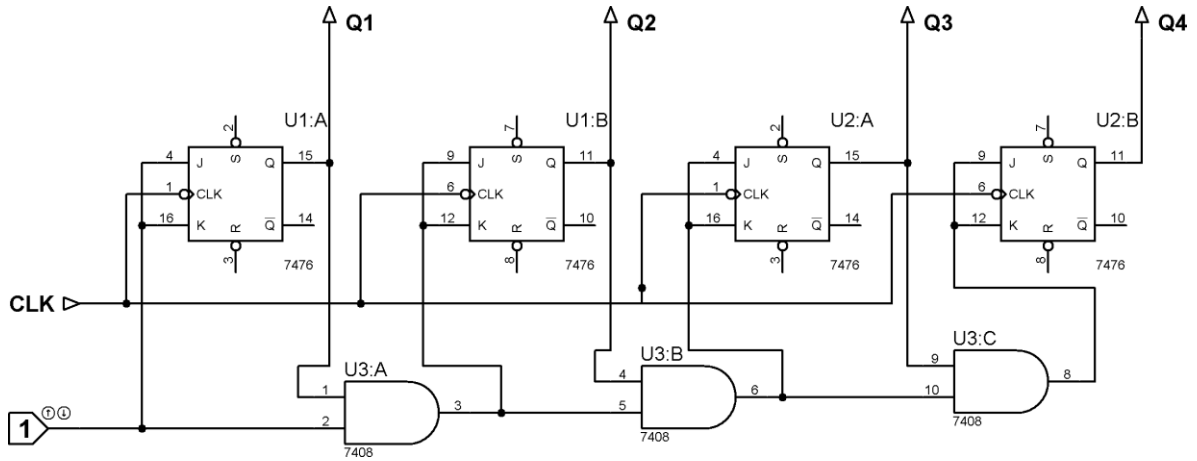 Q1 Q2 Q3 Q4
U1:A U1:B U2:A U2:B
2 7 2 7
4 J S Q 15 9 J S Q 11 4 J S Q 15 9 J S Q 11
1 CLK 6 CLK 1 CLK 6 CLK
16 K R Q 14 12 K R Q 10 16 K R Q 14 12 K R Q 10
3 8 3 8
7476 7476 7476 7476
CLK
U3:A U3:B U3:C
1 2 3 4 5 6 9 10 8
7408 7408 7408
1